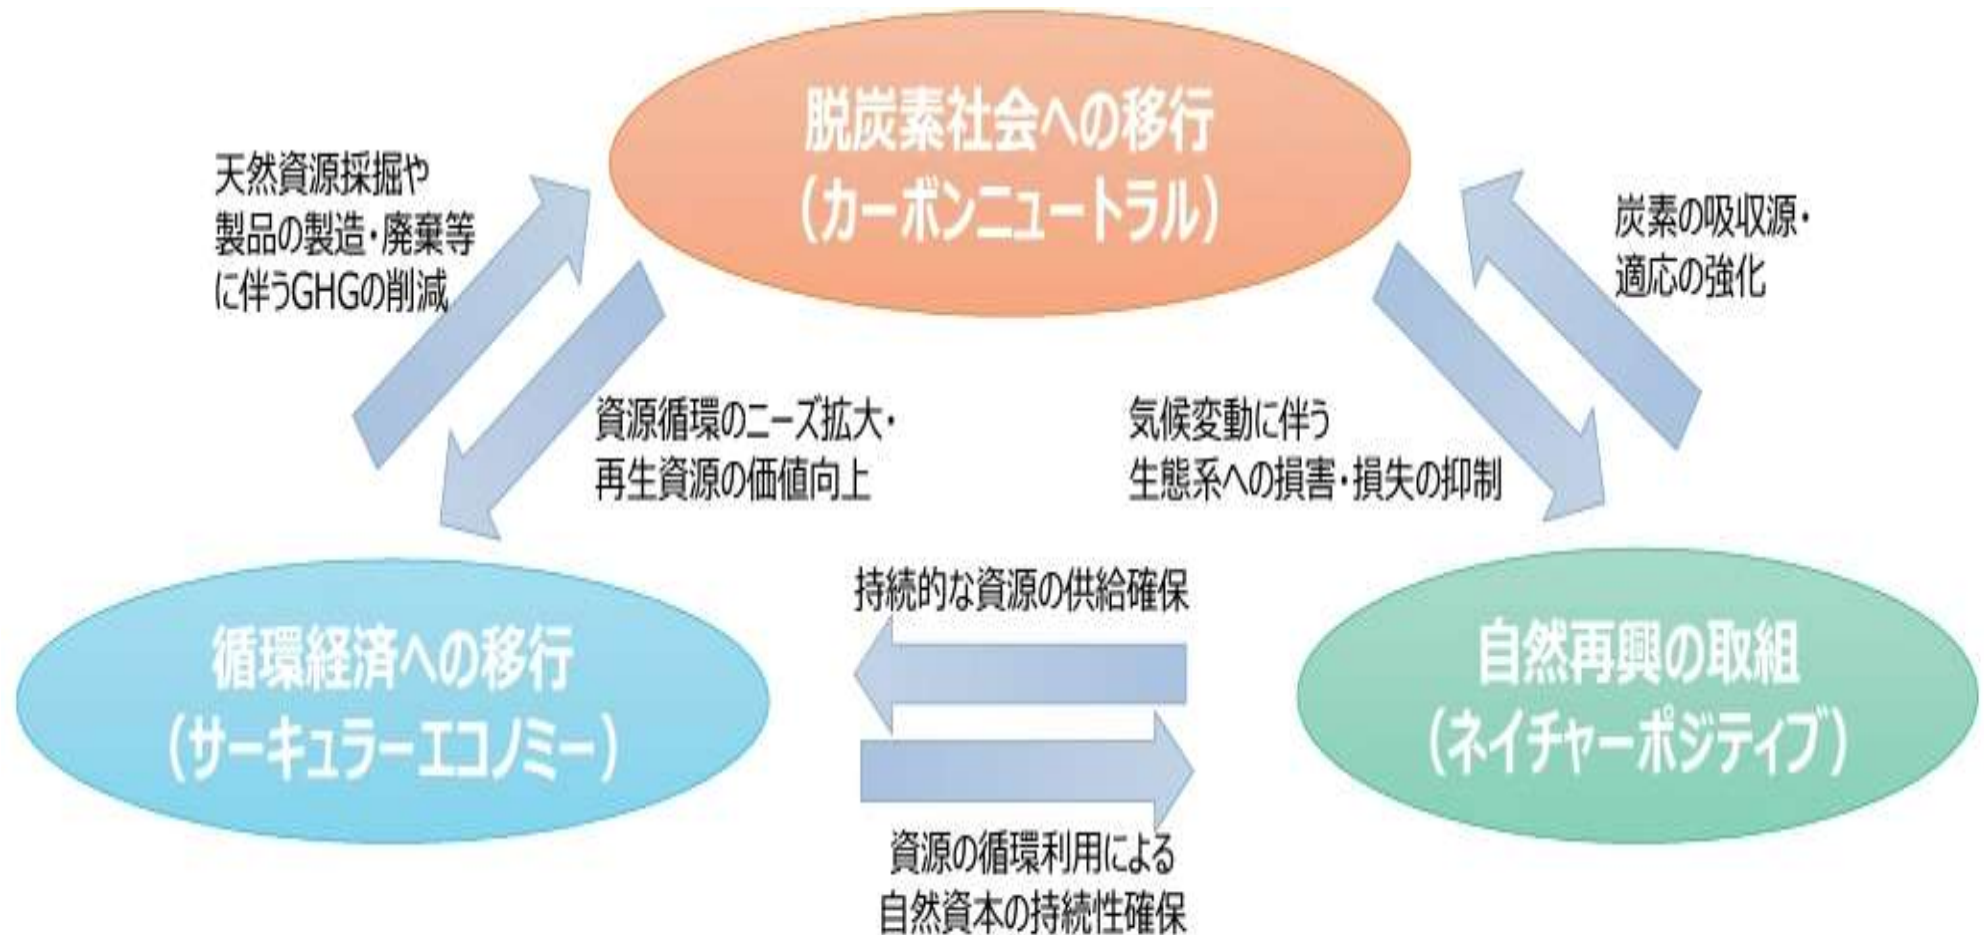 脱炭素社会への移行
(カーボンニュートラル)
天然資源採掘や
製品の製造・廃棄等
に伴うGHGの削減
炭素の吸収源・
適応の強化
資源循環のニーズ拡大・
再生資源の価値向上
気候変動に伴う
生態系への損害・損失の抑制
持続的な資源の供給確保
循環経済への移行
(サーキュラーエコノミー)
自然再興の取組
(ネイチャーポジティブ)
資源の循環利用による
自然資本の持続性確保